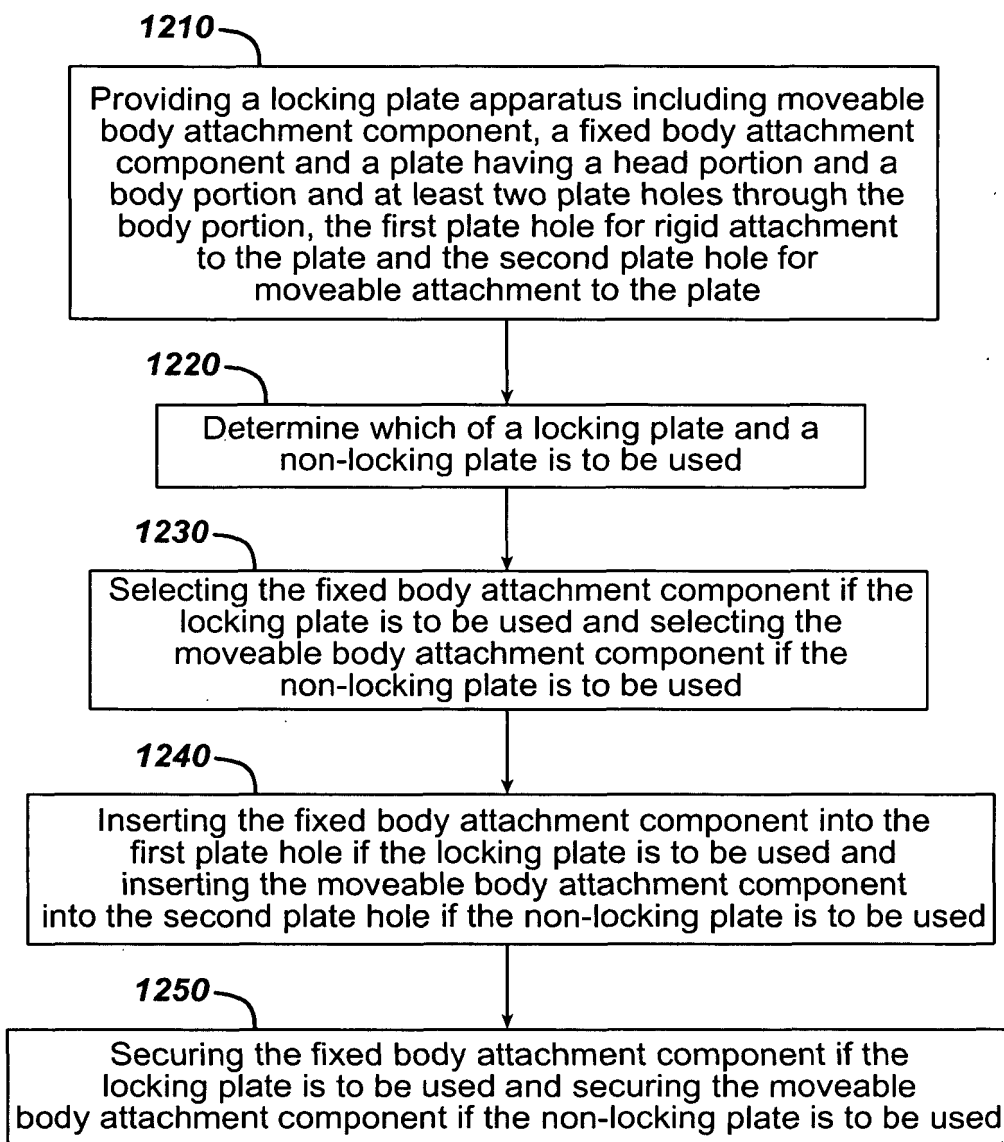 1210
Providing a locking plate apparatus including moveable
body attachment component, a fixed body attachment
component and a plate having a head portion and a
body portion and at least two plate holes through the
body portion, the first plate hole for rigid attachment
to the plate and the second plate hole for
moveable attachment to the plate
1220
Determine which of a locking plate and a
non-locking plate is to be used
1230
Selecting the fixed body attachment component if the
locking plate is to be used and selecting the
moveable body attachment component if the
non-locking plate is to be used
1240
Inserting the fixed body attachment component into the
first plate hole if the locking plate is to be used and
inserting the moveable body attachment component
into the second plate hole if the non-locking plate is to be used
1250
Securing the fixed body attachment component if the
locking plate is to be used and securing the moveable
body attachment component if the non-locking plate is to be used